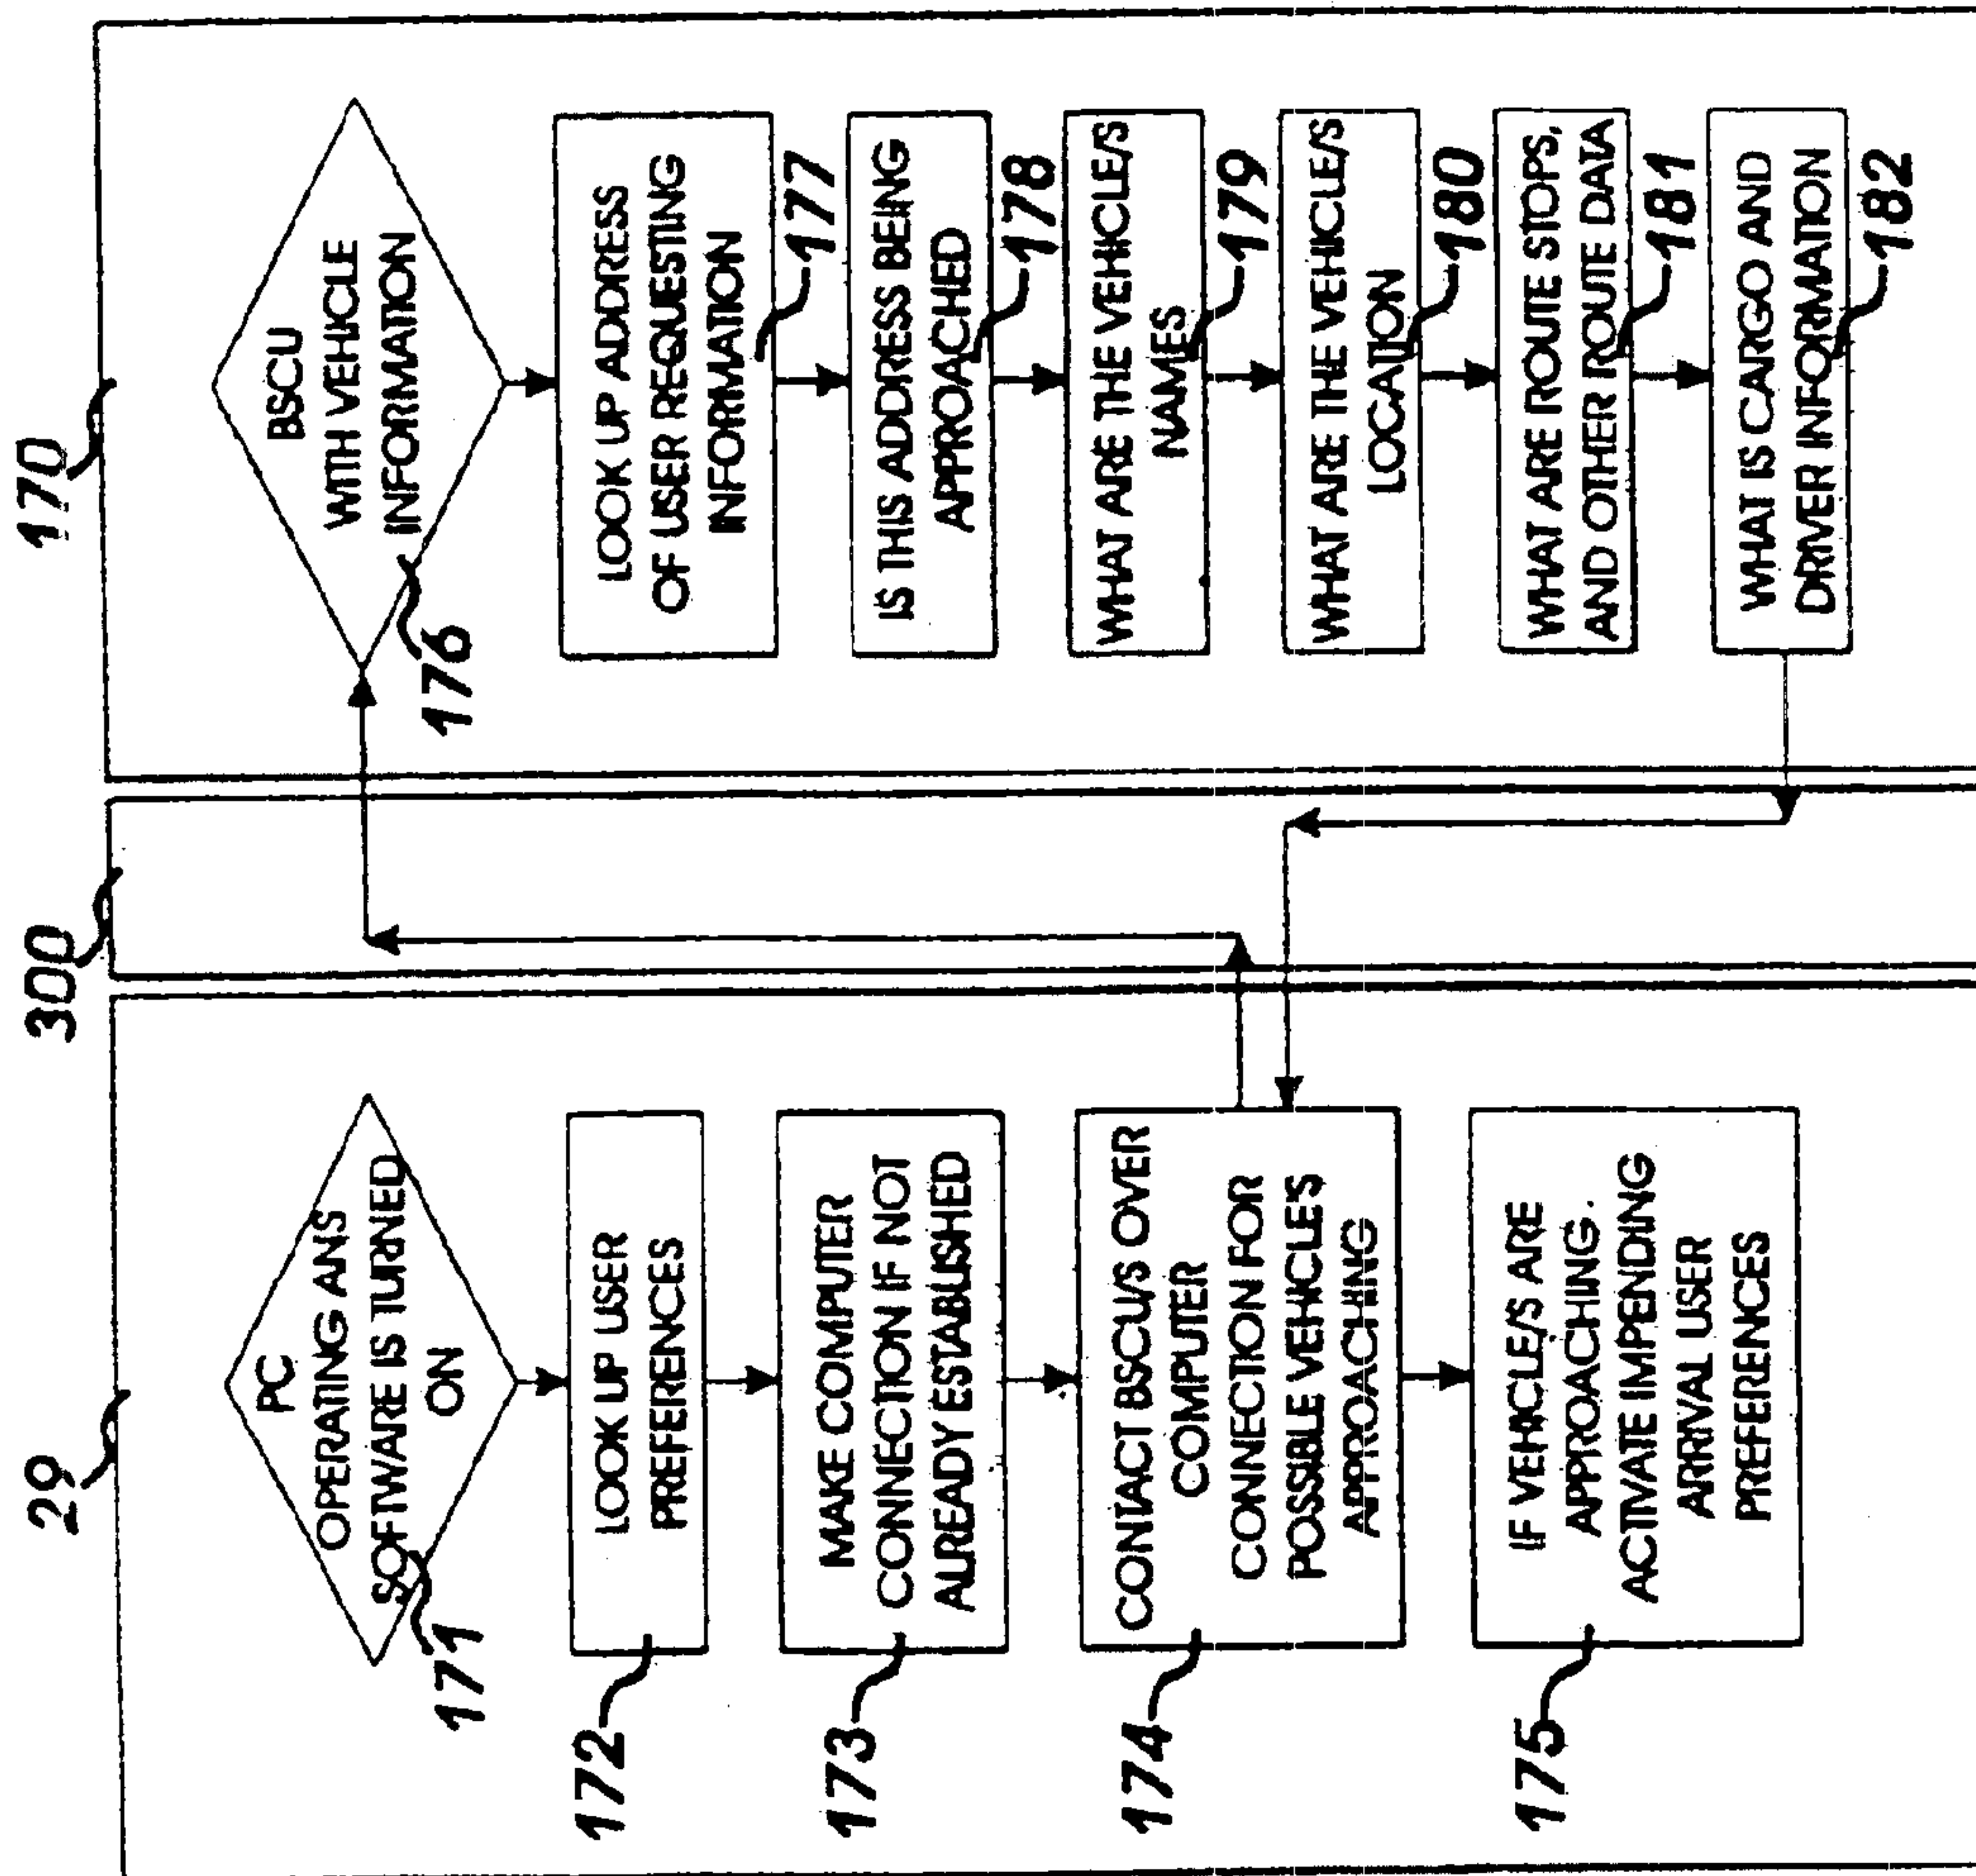 29
300
170
PC
OPERATING ANS
SOFTWARE IS TURNED
ON
171
LOOK UP USER
PREFERENCES
172
MAKE COMPUTER
CONNECTION IF NOT
ALREADY ESTABLISHED
173
CONTACT BSCU/S OVER
COMPUTER
CONNECTION FOR
POSSIBLE VEHICLES
APPROACHING
174
IF VEHICLE/S ARE
APPROACHING.
ACTIVATE IMPENDING
ARRIVAL USER
PREFERENCES
175
BSCU
WITH VEHICLE
INFORMATION
176
LOOK UP ADDRESS
OF USER REQUESTING
INFORMATION
177
IS THIS ADDRESS BEING
APPROACHED
178
WHAT ARE THE VEHICLE/S
NAMES
179
WHAT ARE THE VEHICLE/S
LOCATION
180
WHAT ARE ROUTE STOPS,
AND OTHER ROUTE DATA
181
WHAT IS CARGO AND
DRIVER INFORMATION
182